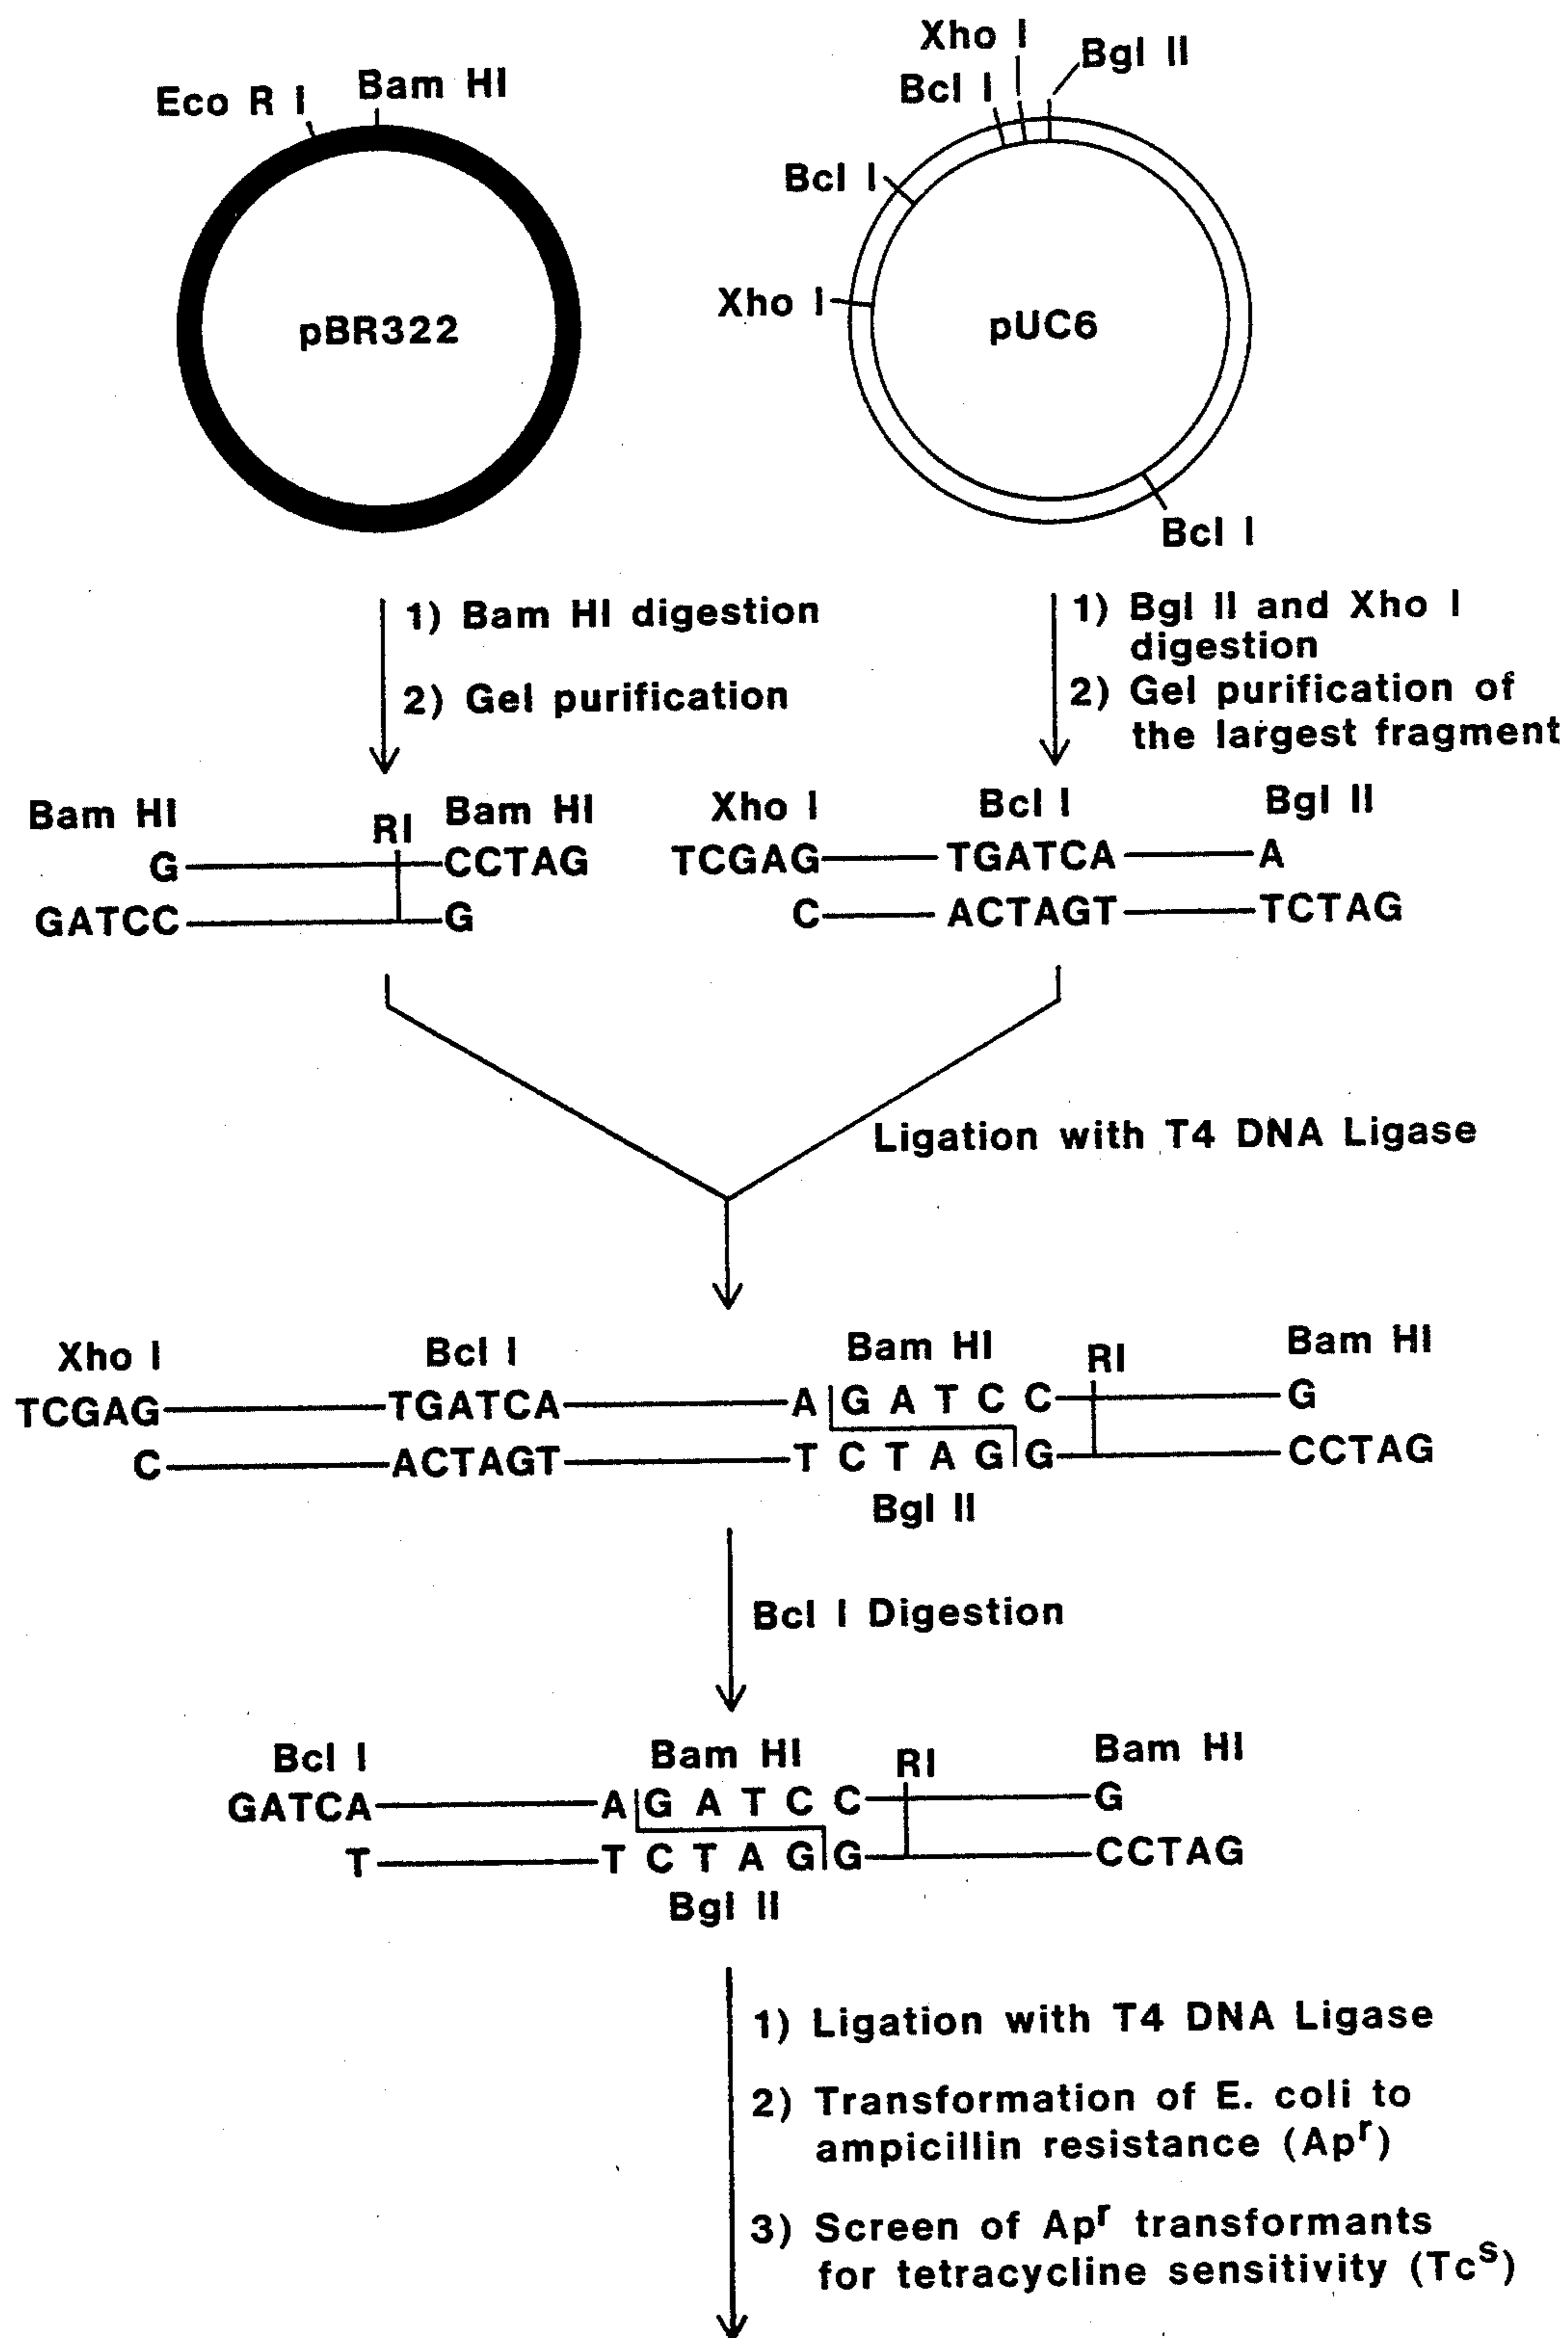 Eco R I
Bam HI
pBR322
Xho I
Bcl I
Bgl II
Bcl I
Xho I
pUC6
Bcl I
1) Bam HI digestion
2) Gel purification
1) Bgl II and Xho I
digestion
2) Gel purification of
the largest fragment
Bam HI
RI
Bam HI
G CCTAG
GATCC G
Xho I
Bcl I
Bgl II
TCGAG TGATCA A
C ACTAGT TCTAG
Ligation with T4 DNA Ligase
Xho I
Bcl I
Bam HI
RI
Bam HI
TCGAG TGATCA A G A T C C G
C ACTAGT T C T A G G CCTAG
Bgl II
Bcl I Digestion
Bcl I
Bam HI
RI
Bam HI
GATCA A G A T C C G
T T C T A G G CCTAG
Bgl II
1) Ligation with T4 DNA Ligase
2) Transformation of E. coli to
ampicillin resistance (Apr)
3) Screen of Apr transformants
for tetracycline sensitivity (Tcs)